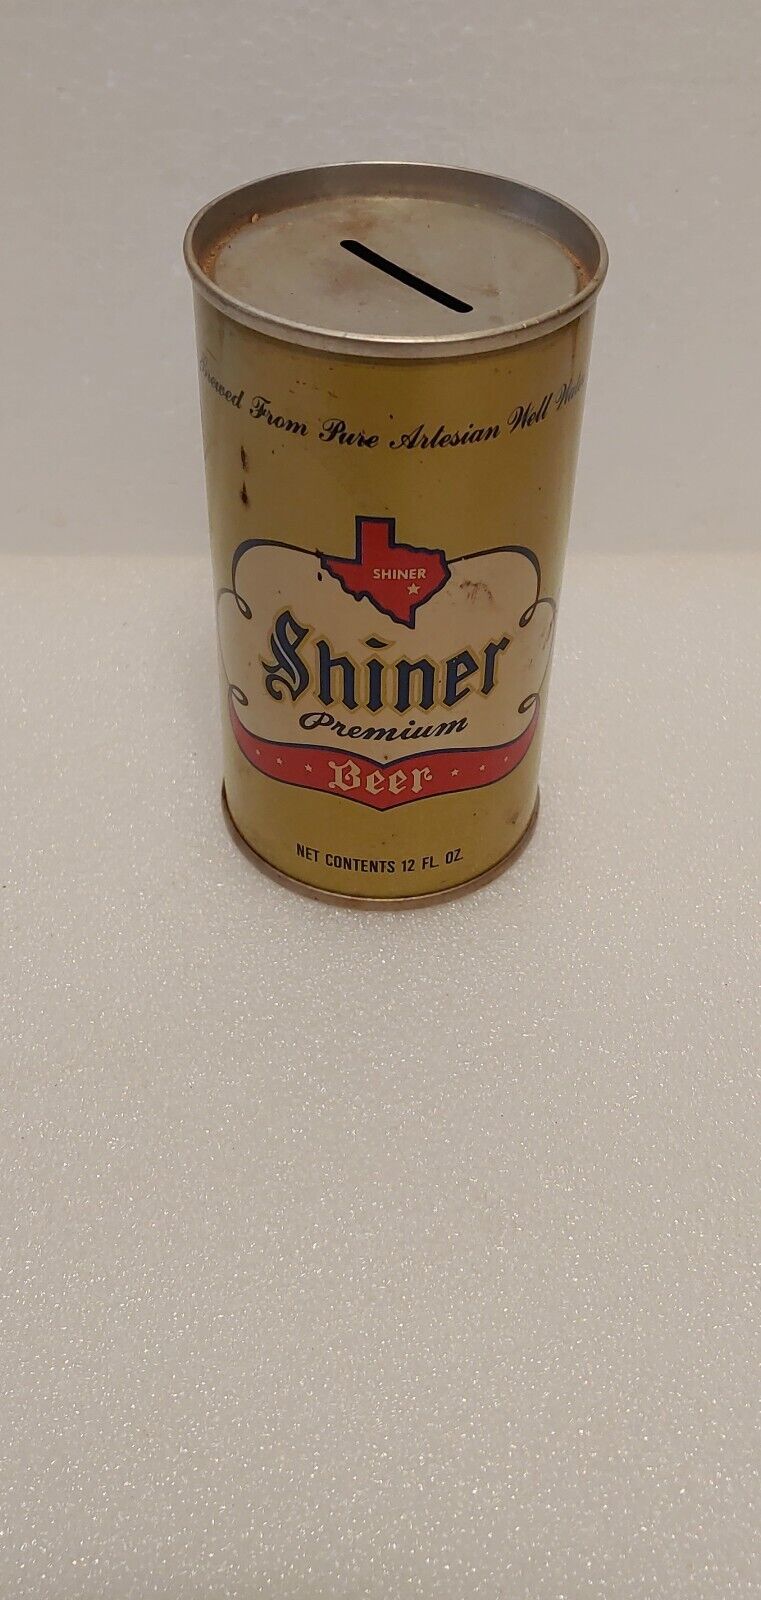 Brewed From Pure Artesian Well Water
SHINER
Shiner
Premium
Beer
NET CONTENTS 12 FL. OZ.